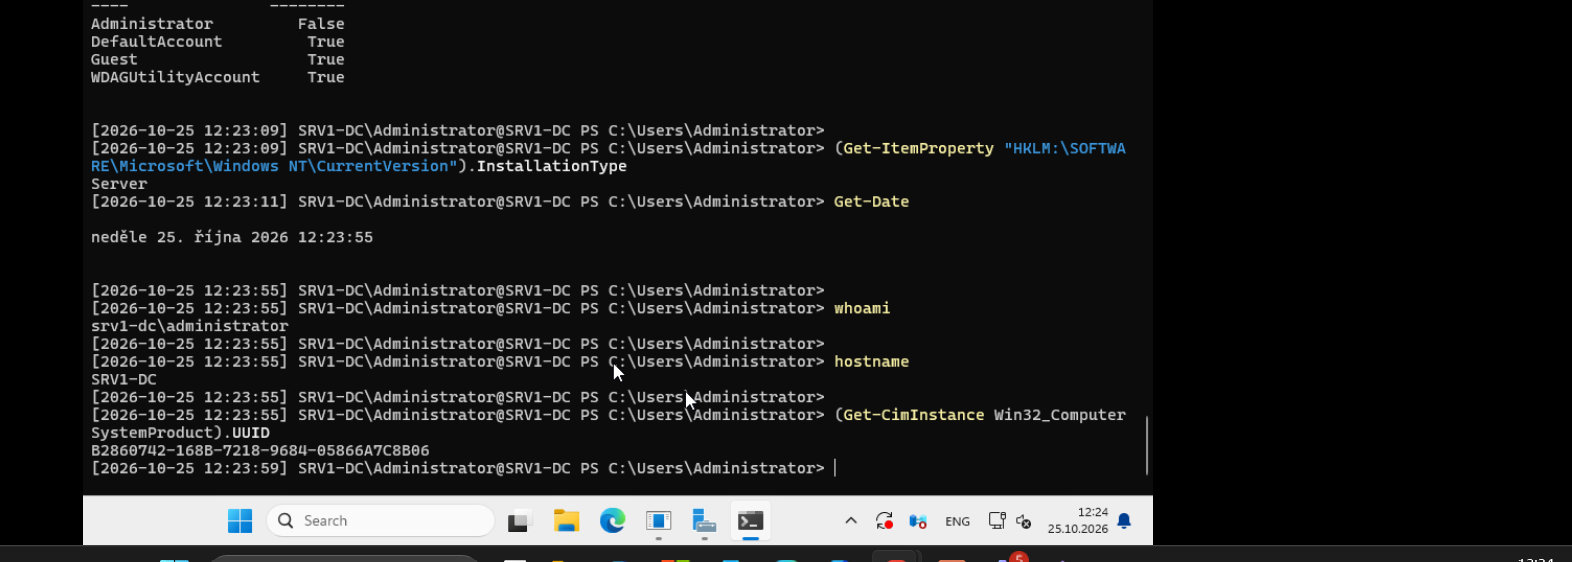 ----               --------
Administrator         False
DefaultAccount         True
Guest                  True
WDAGUtilityAccount     True
[2026-10-25 12:23:09] SRV1-DC\Administrator@SRV1-DC PS C:\Users\Administrator>
[2026-10-25 12:23:09] SRV1-DC\Administrator@SRV1-DC PS C:\Users\Administrator> (Get-ItemProperty "HKLM:\SOFTWA
RE\Microsoft\Windows NT\CurrentVersion").InstallationType
Server
[2026-10-25 12:23:11] SRV1-DC\Administrator@SRV1-DC PS C:\Users\Administrator> Get-Date
neděle 25. října 2026 12:23:55
[2026-10-25 12:23:55] SRV1-DC\Administrator@SRV1-DC PS C:\Users\Administrator>
[2026-10-25 12:23:55] SRV1-DC\Administrator@SRV1-DC PS C:\Users\Administrator> whoami
srv1-dc\administrator
[2026-10-25 12:23:55] SRV1-DC\Administrator@SRV1-DC PS C:\Users\Administrator>
[2026-10-25 12:23:55] SRV1-DC\Administrator@SRV1-DC PS C:\Users\Administrator> hostname
SRV1-DC
[2026-10-25 12:23:55] SRV1-DC\Administrator@SRV1-DC PS C:\Users\Administrator>
[2026-10-25 12:23:55] SRV1-DC\Administrator@SRV1-DC PS C:\Users\Administrator> (Get-CimInstance Win32_Computer
SystemProduct).UUID
B2860742-168B-7218-9684-05866A7C8B06
[2026-10-25 12:23:59] SRV1-DC\Administrator@SRV1-DC PS C:\Users\Administrator>
Search
ENG
12:24
25.10.2026
5